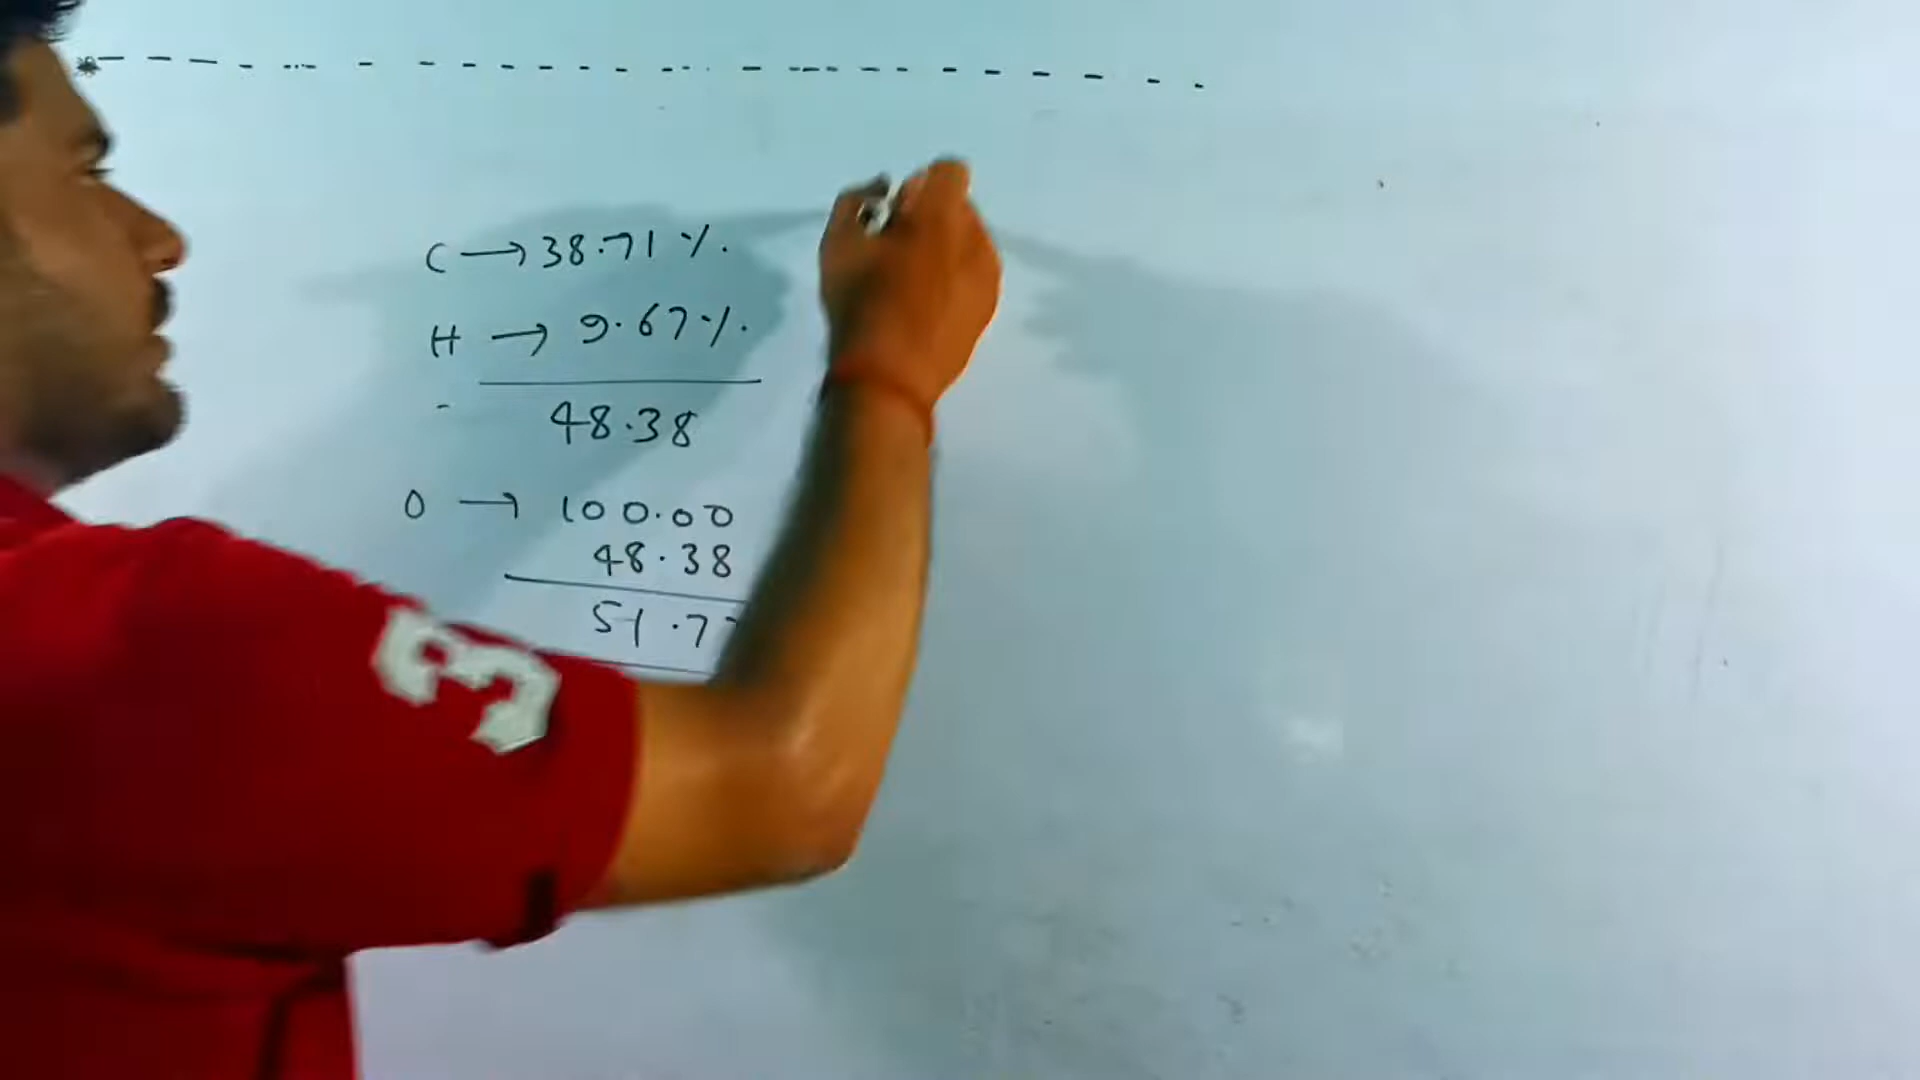 C → 38.71 %.
H → 9.67 %.
48.38
O → 100.00
48.38
51.7
3